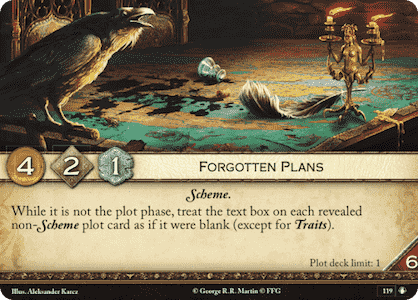 4 2 1 FORGOTTEN PLANS
Scheme.
While it is not the plot phase, treat the text box on each revealed
non-Scheme plot card as if it were blank (except for Traits).
Plot deck limit: 1
6
Illus. Aleksander Karcz © George R.R. Martin © FFG 119